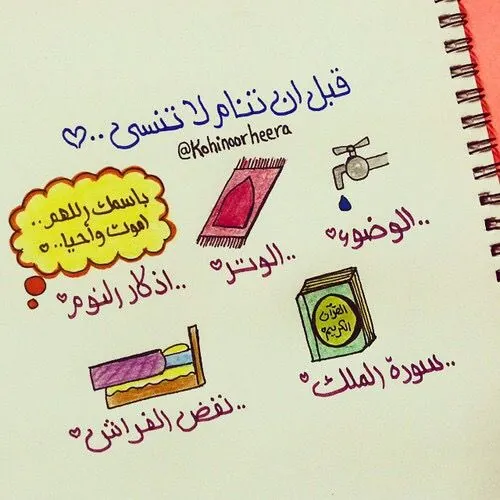 قبل ان تنام لا تنسى..
@Kohinoorheera
..الوضوء
..الوتر
باسمك اللهم..
اموت وأحيا..
..اذكار النوم
القرآن
الكريم
..سورة الملك
..نفض الفراش